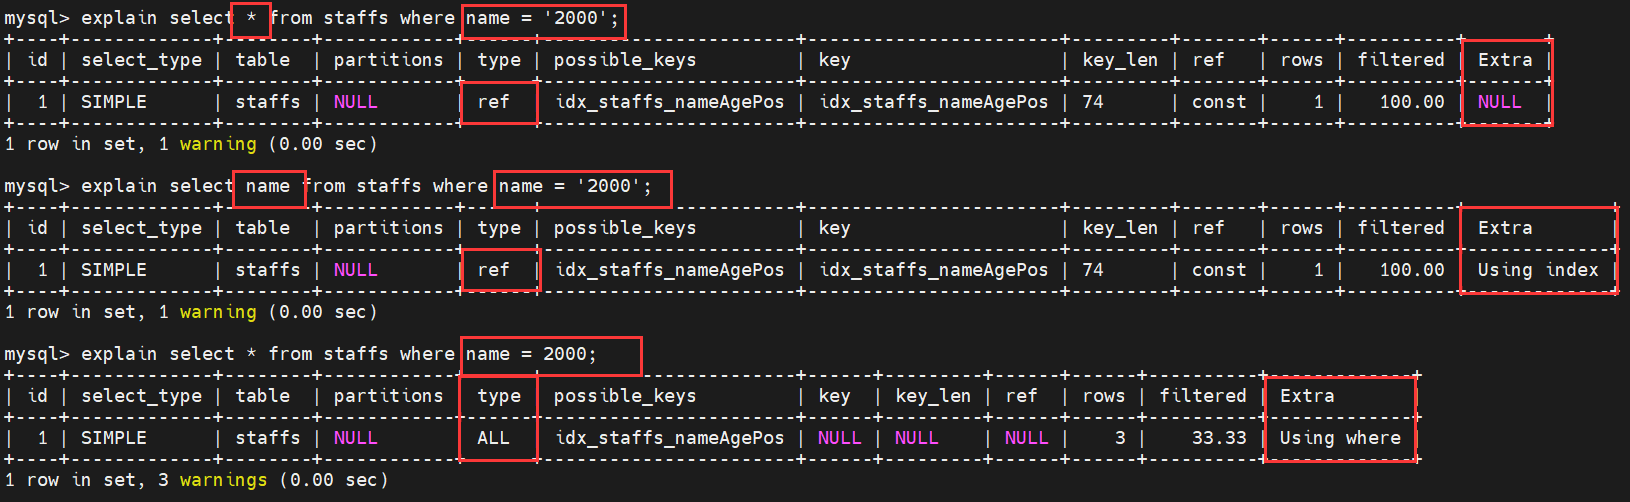 mysql> explain select * from staffs where name = '2000';
+----+-------------+--------+------------+------+---------------------+---------------------+---------+-------+------+----------+-------+
| id | select_type | table  | partitions | type | possible_keys         | key                   | key_len | ref   | rows | filtered | Extra |
+----+-------------+--------+------------+------+-----------------------+-----------------------+---------+-------+------+----------+-------+
|  1 | SIMPLE      | staffs | NULL       | ref  | idx_staffs_nameAgePos | idx_staffs_nameAgePos | 74      | const |    1 |   100.00 | NULL  |
+----+-------------+--------+------------+------+-----------------------+-----------------------+---------+-------+------+----------+-------+
1 row in set, 1 warning (0.00 sec)
mysql> explain select name from staffs where name = '2000';
+----+-------------+--------+------------+------+-----------------------+-----------------------+---------+-------+------+----------+-------------+
| id | select_type | table  | partitions | type | possible_keys         | key                   | key_len | ref   | rows | filtered | Extra       |
+----+-------------+--------+------------+------+-----------------------+-----------------------+---------+-------+------+----------+-------------+
|  1 | SIMPLE      | staffs | NULL       | ref  | idx_staffs_nameAgePos | idx_staffs_nameAgePos | 74      | const |    1 |   100.00 | Using index |
+----+-------------+--------+------------+------+-----------------------+-----------------------+---------+-------+------+----------+-------------+
1 row in set, 1 warning (0.00 sec)
mysql> explain select * from staffs where name = 2000;
+----+-------------+--------+------------+------+-----------------------+------+---------+------+------+----------+-------------+
| id | select_type | table  | partitions | type | possible_keys         | key  | key_len | ref  | rows | filtered | Extra       |
+----+-------------+--------+------------+------+-----------------------+------+---------+------+------+----------+-------------+
|  1 | SIMPLE      | staffs | NULL       | ALL  | idx_staffs_nameAgePos | NULL | NULL    | NULL |    3 |    33.33 | Using where |
+----+-------------+--------+------------+------+-----------------------+------+---------+------+------+----------+-------------+
1 row in set, 3 warnings (0.00 sec)